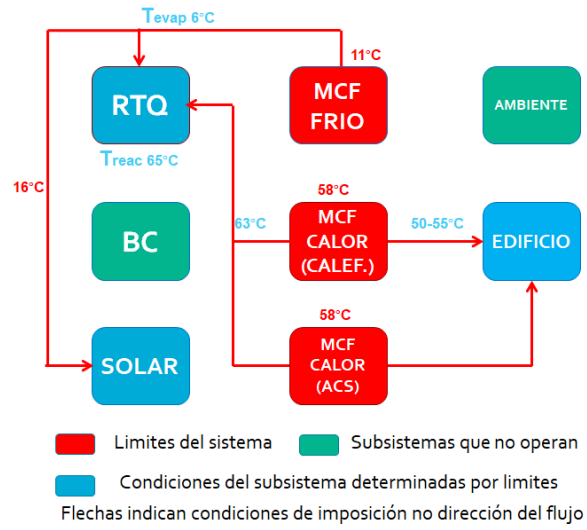 Tevap 6°C
11°C
RTQ
MCF
FRIO
AMBIENTE
Treac 65°C
16°C
58°C
BC
63°C
MCF
CALOR
(CALEF.)
50-55°C
EDIFICIO
58°C
SOLAR
MCF
CALOR
(ACS)
Limites del sistema
Subsistemas que no operan
Condiciones del subsistema determinadas por limites
Flechas indican condiciones de imposición no dirección del flujo